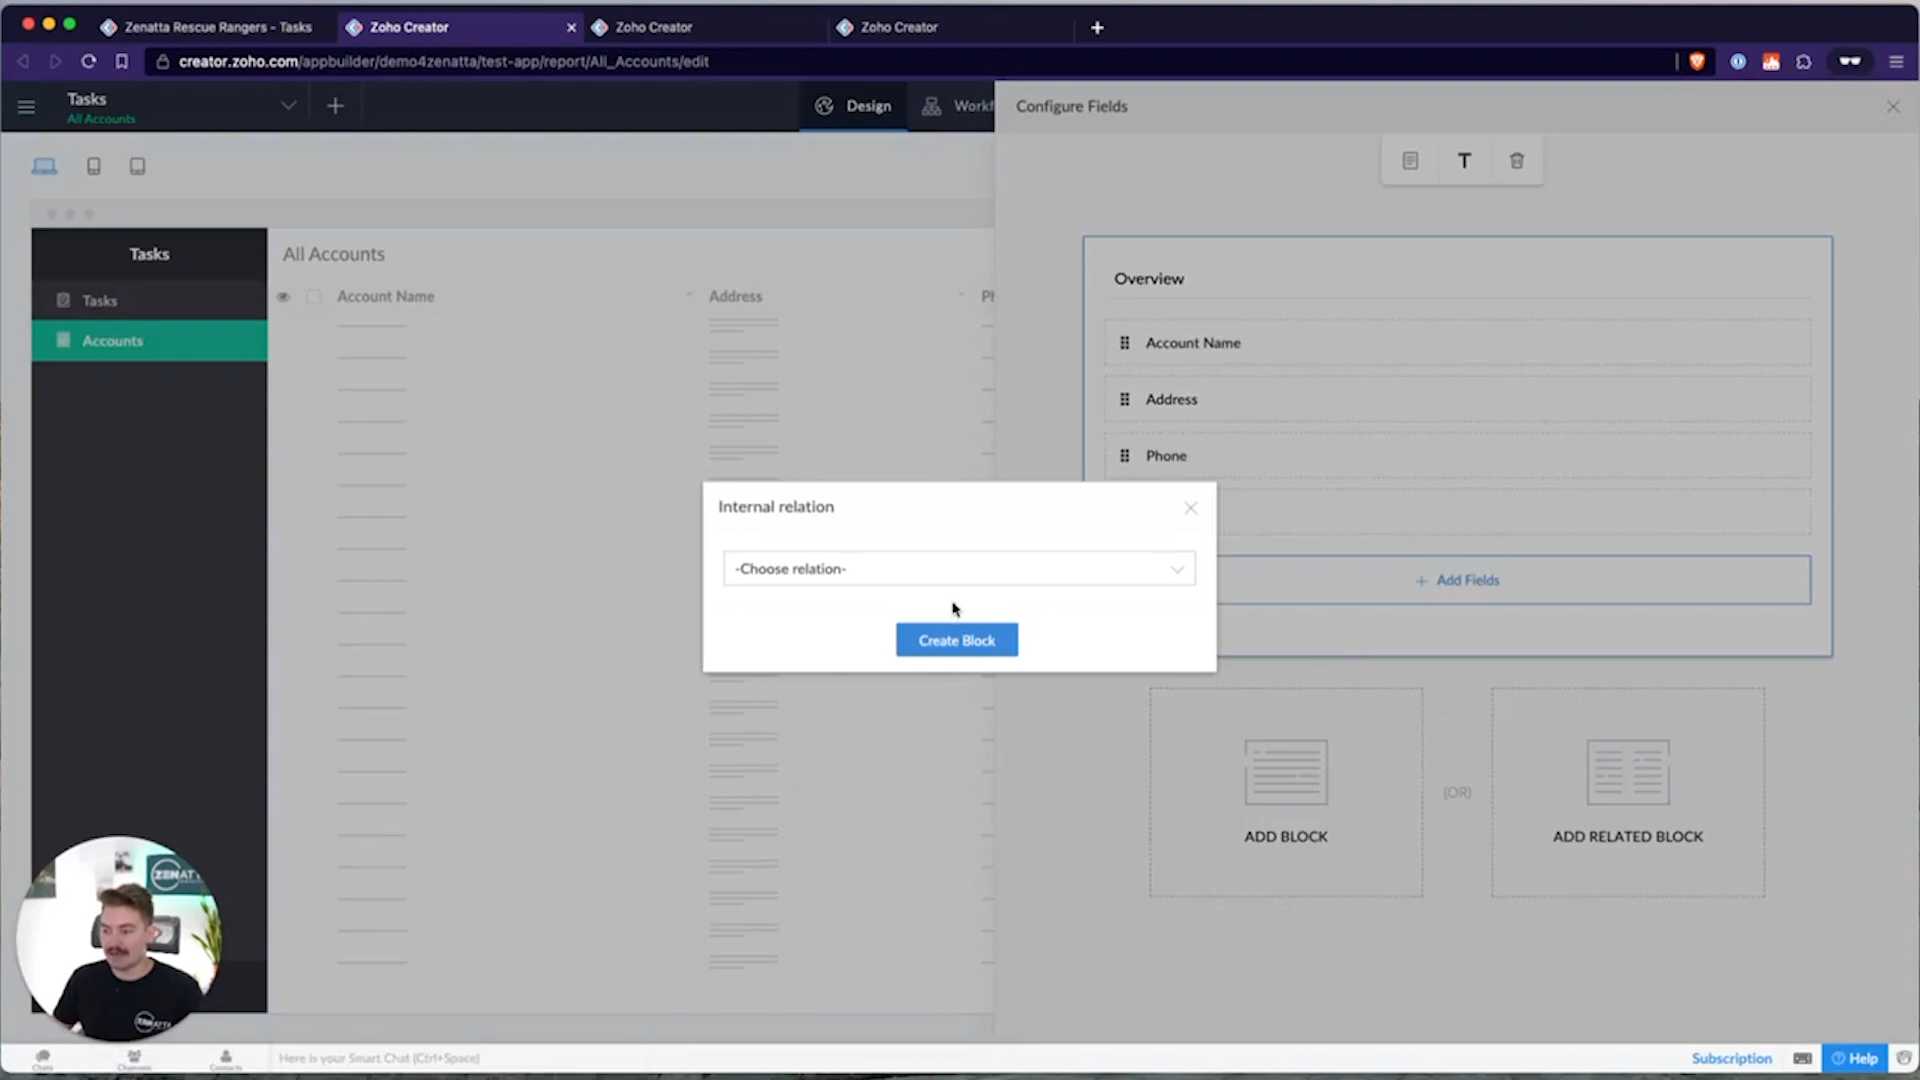 Zenatta Rescue Rangers - Tasks
Zoho Creator
Zoho Creator
Zoho Creator
creator.zoho.com/appbuilder/demo4zenatta/test-app/report/All_Accounts/edit
Tasks
All Accounts
Design
Workf
Configure Fields
T
Tasks
Tasks
Accounts
All Accounts
Account Name
Address
Ph
Overview
Account Name
Address
Phone
+ Add Fields
Internal relation
-Choose relation-
Create Block
ADD BLOCK
(OR)
ADD RELATED BLOCK
ZENAT
ZENATTA
Chats
Channels
Contacts
Here is your Smart Chat (Ctrl+Space)
Subscription
Help